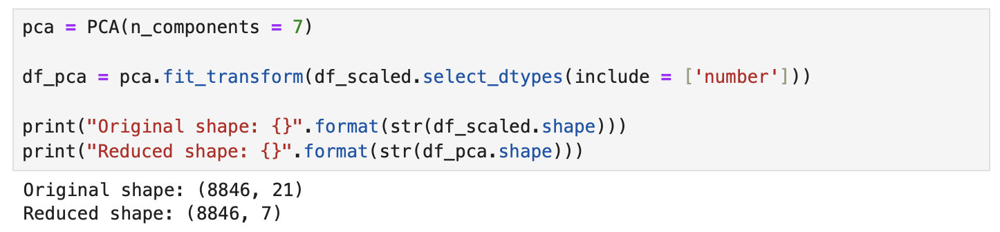 pca = PCA(n_components = 7)
df_pca = pca.fit_transform(df_scaled.select_dtypes(include = ['number']))
print("Original shape: {}".format(str(df_scaled.shape)))
print("Reduced shape: {}".format(str(df_pca.shape)))
Original shape: (8846, 21)
Reduced shape: (8846, 7)